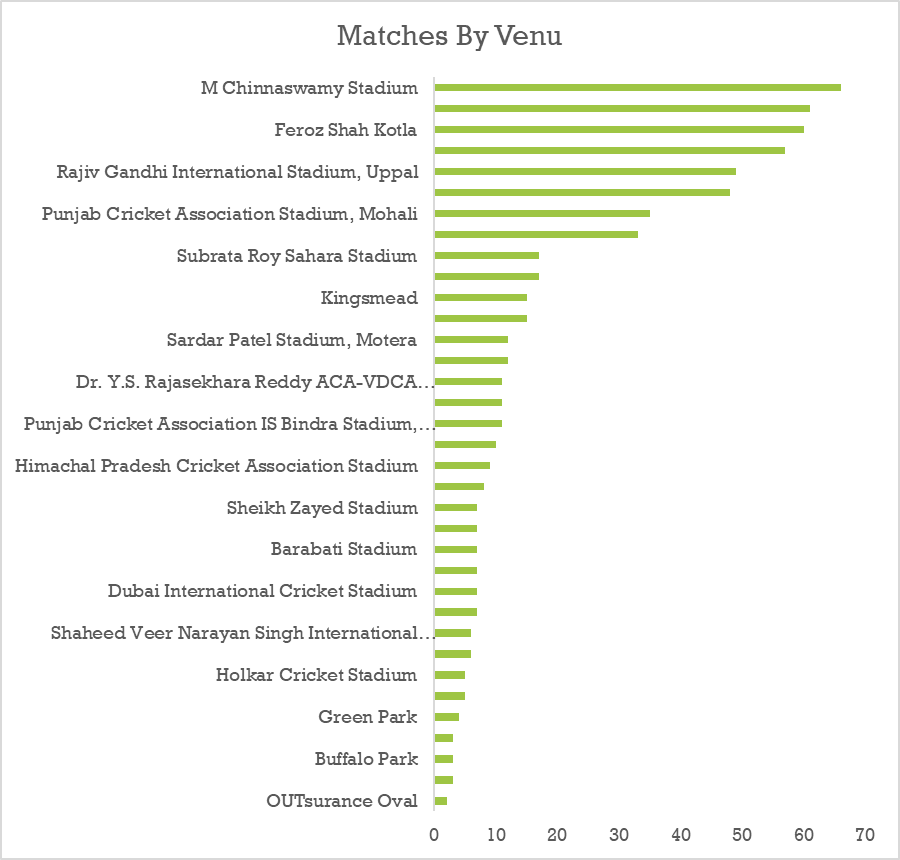 Matches By Venu
M Chinnaswamy Stadium
Feroz Shah Kotla
Rajiv Gandhi International Stadium, Uppal
Punjab Cricket Association Stadium, Mohali
Subrata Roy Sahara Stadium
Kingsmead
Sardar Patel Stadium, Motera
Dr. Y.S. Rajasekhara Reddy ACA-VDCA...
Punjab Cricket Association IS Bindra Stadium,...
Himachal Pradesh Cricket Association Stadium
Sheikh Zayed Stadium
Barabati Stadium
Dubai International Cricket Stadium
Shaheed Veer Narayan Singh International...
Holkar Cricket Stadium
Green Park
Buffalo Park
OUTsurance Oval
0 10 20 30 40 50 60 70